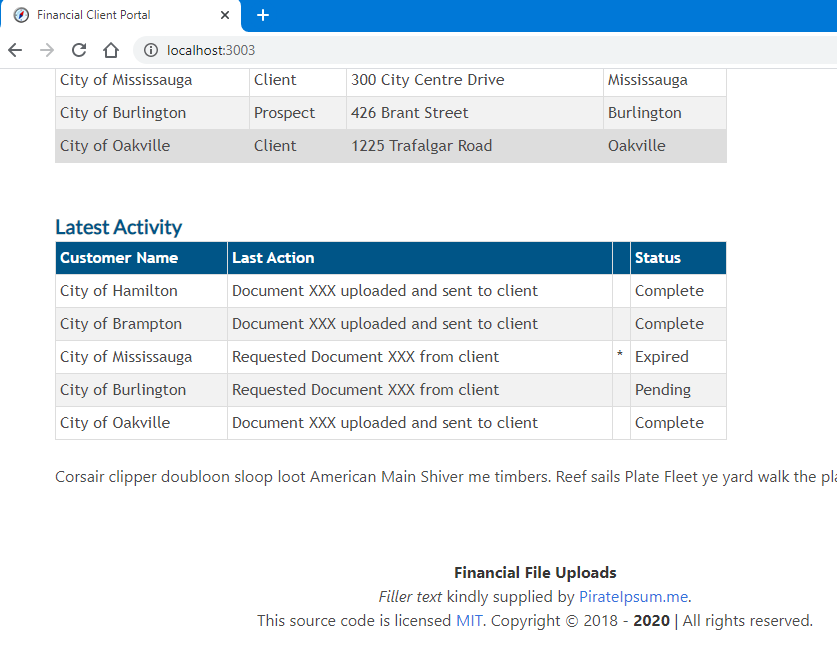 Financial Client Portal
localhost:3003
City of Mississauga Client 300 City Centre Drive Mississauga
City of Burlington Prospect 426 Brant Street Burlington
City of Oakville Client 1225 Trafalgar Road Oakville
Latest Activity
Customer Name Last Action Status
City of Hamilton Document XXX uploaded and sent to client Complete
City of Brampton Document XXX uploaded and sent to client Complete
City of Mississauga Requested Document XXX from client * Expired
City of Burlington Requested Document XXX from client Pending
City of Oakville Document XXX uploaded and sent to client Complete
Corsair clipper doubloon sloop loot American Main Shiver me timbers. Reef sails Plate Fleet ye yard walk the
Financial File Uploads
Filler text kindly supplied by PirateIpsum.me.
This source code is licensed MIT. Copyright © 2018 - 2020 | All rights reserved.